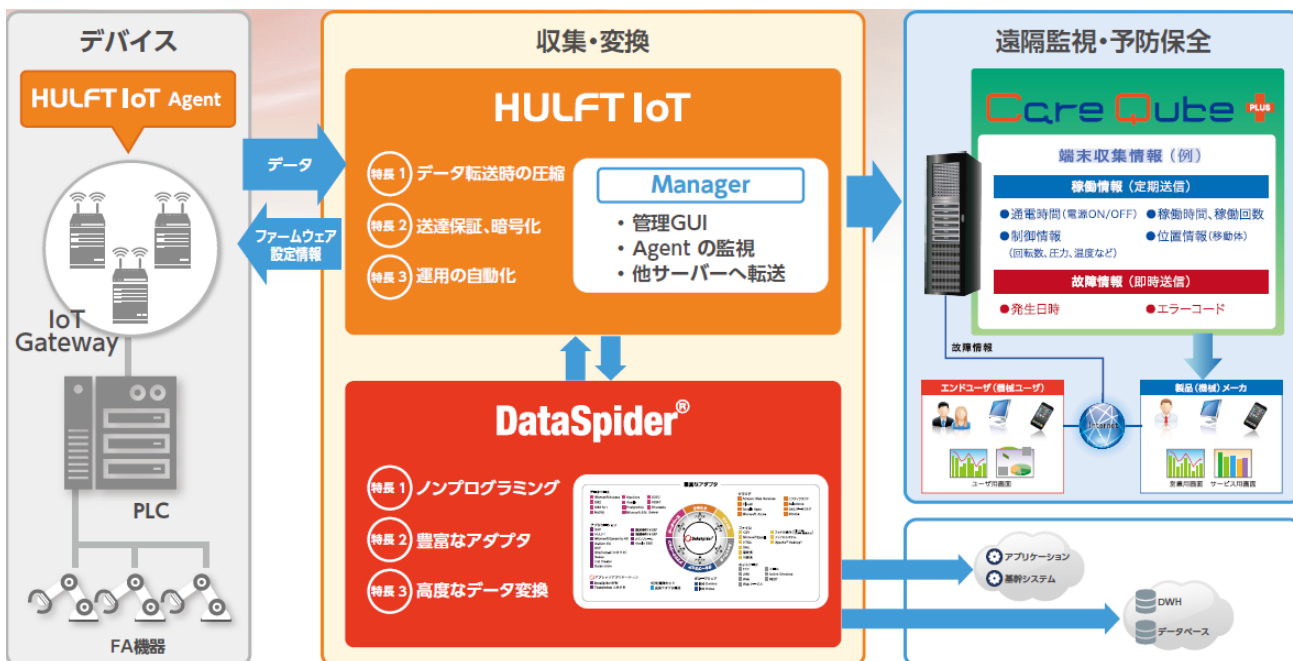 デバイス
HULFT IoT Agent
IoT
Gateway
PLC
FA機器
データ
ファームウェア
設定情報
収集・変換
HULFT IoT
特長1 データ転送時の圧縮
特長2 送達保証、暗号化
特長3 運用の自動化
Manager
・管理GUI
・Agent の監視
・他サーバーへ転送
DataSpider®
特長1 ノンプログラミング
特長2 豊富なアダプタ
特長3 高度なデータ変換
豊富なアダプタ
DataSpider
遠隔監視・予防保全
Care Qube PLUS
端末収集情報（例）
稼働情報（定期送信）
●通電時間（電源ON/OFF） ●稼働時間、稼働回数
●制御情報 ●位置情報（移動体）
（回転数、圧力、温度など）
故障情報（即時送信）
●発生日時 ●エラーコード
故障情報
エンドユーザ（機械ユーザ）
ユーザ用画面
Internet
製品（機械）メーカ
営業用画面 サービス用画面
アプリケーション
基幹システム
DWH
データベース